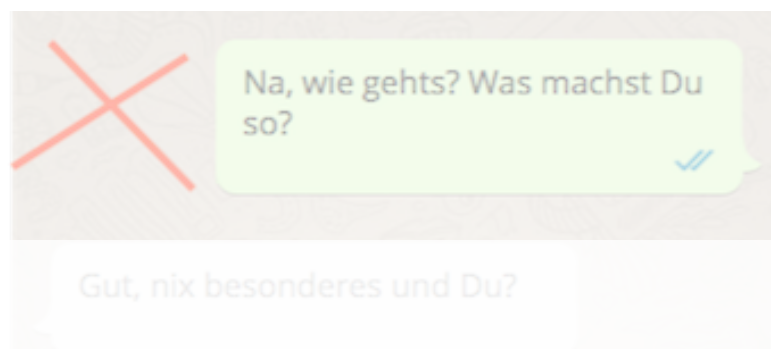 Na, wie gehts? Was machst Du
so?
Gut, nix besonderes und Du?